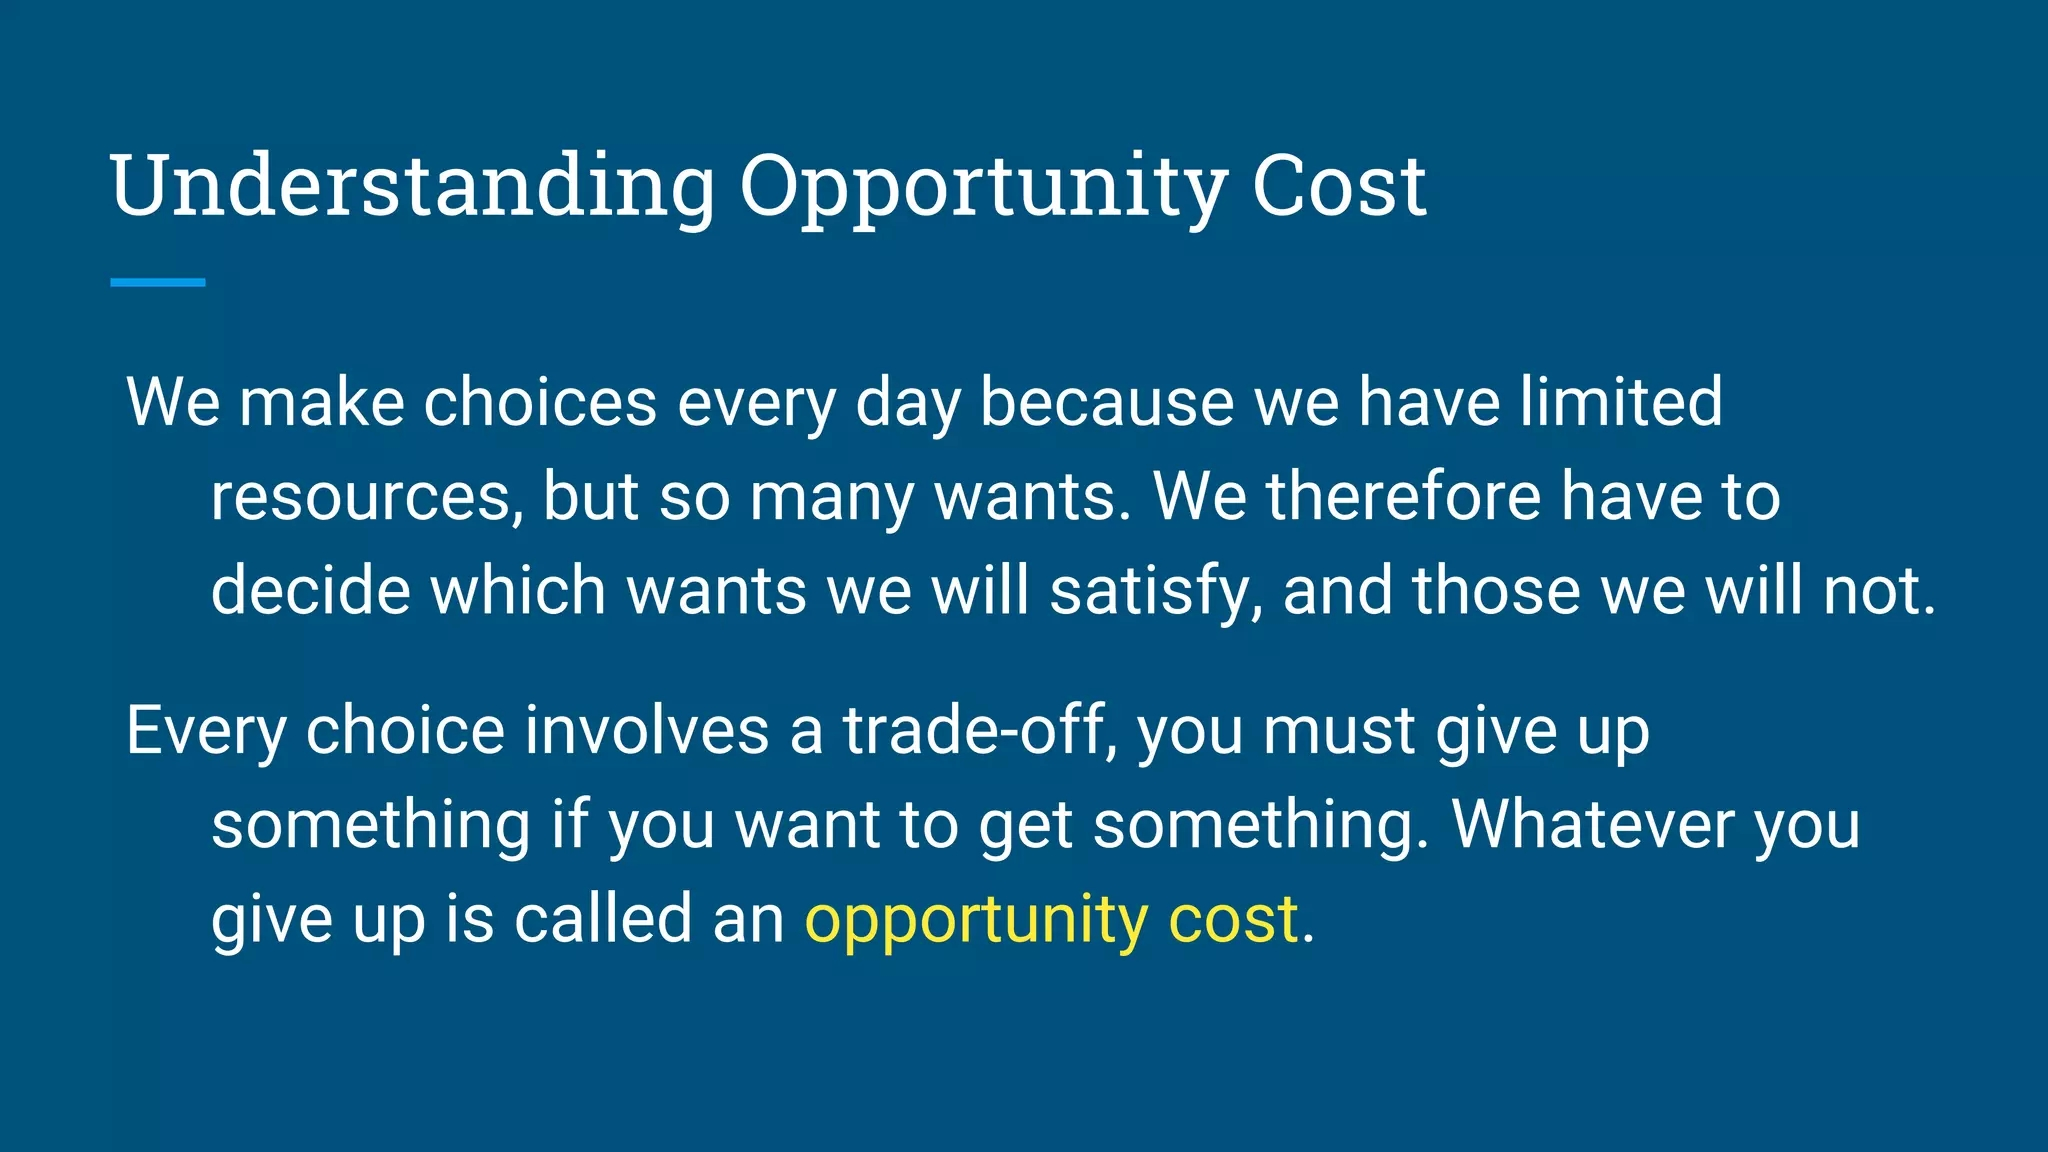 Understanding Opportunity Cost
We make choices every day because we have limited
resources, but so many wants. We therefore have to
decide which wants we will satisfy, and those we will not.
Every choice involves a trade-off, you must give up
something if you want to get something. Whatever you
give up is called an opportunity cost.